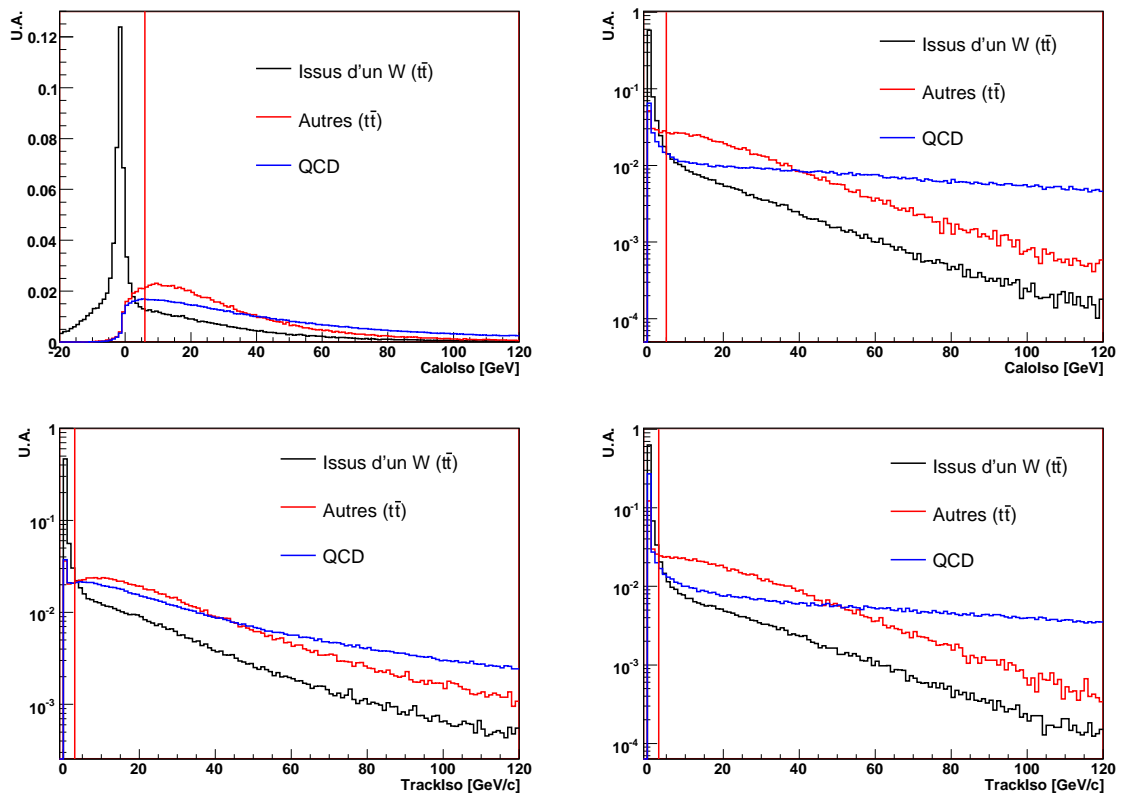 U.A.
0.12
0.1
0.08
0.06
0.04
0.02
0
-20 0 20 40 60 80 100 120
CaloIso [GeV]
Issus d'un W (tt̄)
Autres (tt̄)
QCD
U.A.
1
10⁻¹
10⁻²
10⁻³
10⁻⁴
0 20 40 60 80 100 120
CaloIso [GeV]
Issus d'un W (tt̄)
Autres (tt̄)
QCD
U.A.
1
10⁻¹
10⁻²
10⁻³
0 20 40 60 80 100 120
TrackIso [GeV/c]
Issus d'un W (tt̄)
Autres (tt̄)
QCD
U.A.
1
10⁻¹
10⁻²
10⁻³
10⁻⁴
0 20 40 60 80 100 120
TrackIso [GeV/c]
Issus d'un W (tt̄)
Autres (tt̄)
QCD